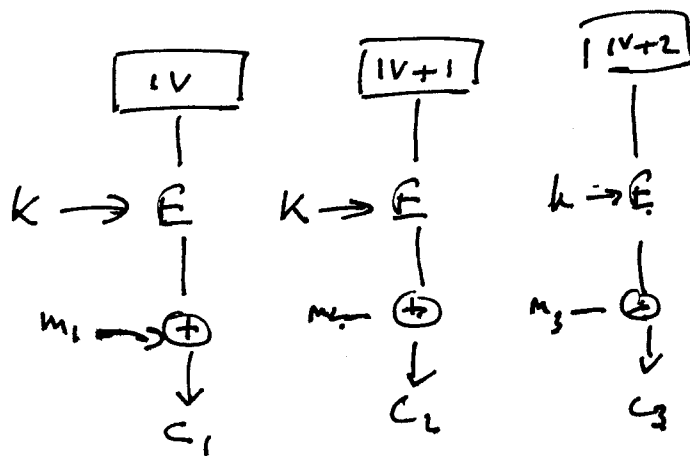 IV IV+1 IV+2
K → E K → E k → E
m₁ → ⊕ m₂ ⊕ m₃ ⊕
C₁ C₂ C₃